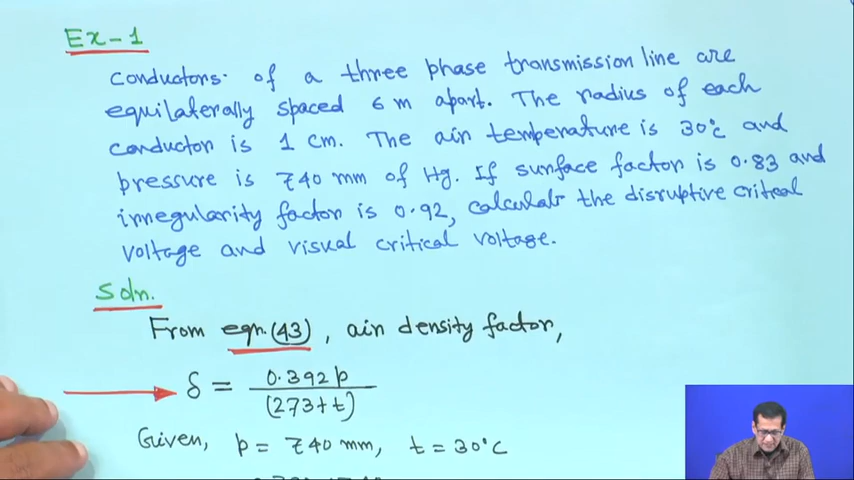 Ex-1
Conductors of a three phase transmission line are
equilaterally spaced 6 m apart. The radius of each
conductor is 1 cm. The air temperature is 30°C and
pressure is 740 mm of Hg. If surface factor is 0.83 and
irregularity factor is 0.92, calculate the disruptive critical
voltage and visual critical voltage.
Soln.
From eqn.(43), air density factor,
δ = 0.392p / (273+t)
Given, p = 740 mm, t = 30°C